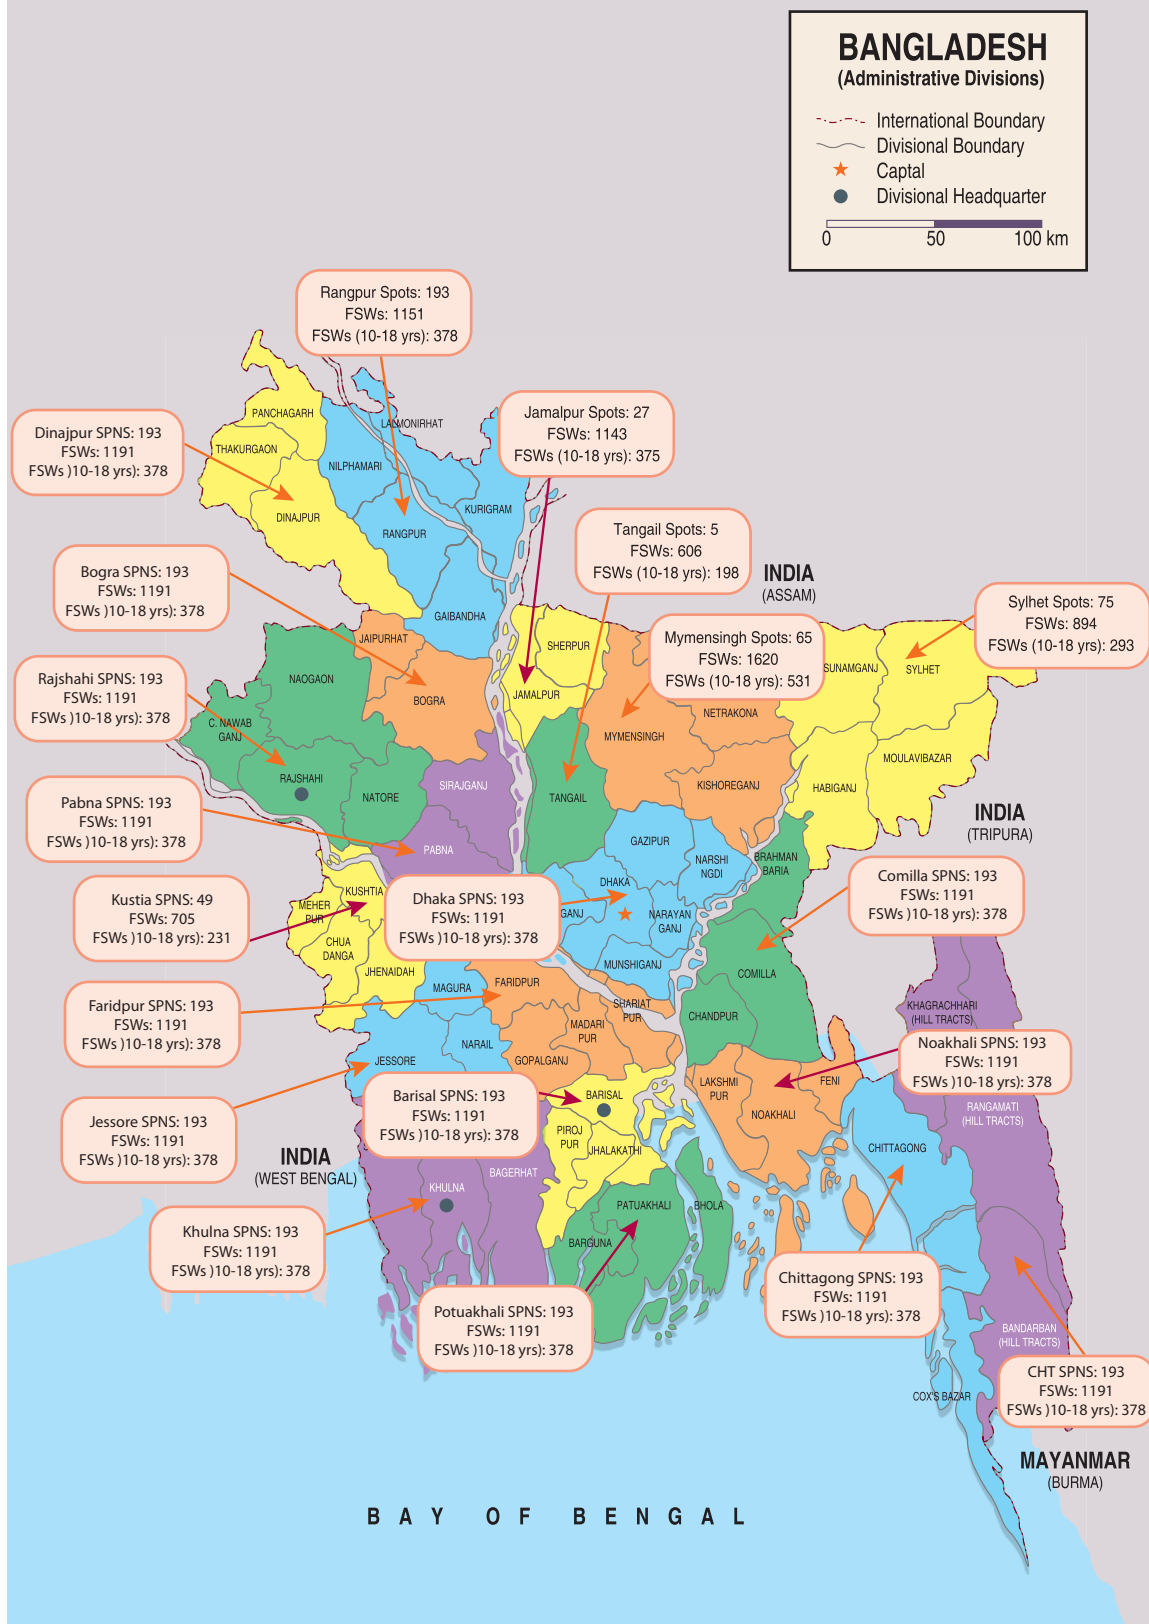 BANGLADESH
(Administrative Divisions)
International Boundary
Divisional Boundary
Captal
Divisional Headquarter
0 50 100 km
Rangpur Spots: 193
FSWs: 1151
FSWs (10-18 yrs): 378
Jamalpur Spots: 27
FSWs: 1143
FSWs (10-18 yrs): 375
Dinajpur SPNS: 193
FSWs: 1191
FSWs )10-18 yrs): 378
Tangail Spots: 5
FSWs: 606
FSWs (10-18 yrs): 198
Bogra SPNS: 193
FSWs: 1191
FSWs )10-18 yrs): 378
Sylhet Spots: 75
FSWs: 894
FSWs (10-18 yrs): 293
Mymensingh Spots: 65
FSWs: 1620
FSWs (10-18 yrs): 531
Rajshahi SPNS: 193
FSWs: 1191
FSWs )10-18 yrs): 378
Pabna SPNS: 193
FSWs: 1191
FSWs )10-18 yrs): 378
Kustia SPNS: 49
FSWs: 705
FSWs )10-18 yrs): 231
Dhaka SPNS: 193
FSWs: 1191
FSWs )10-18 yrs): 378
Comilla SPNS: 193
FSWs: 1191
FSWs )10-18 yrs): 378
Faridpur SPNS: 193
FSWs: 1191
FSWs )10-18 yrs): 378
Noakhali SPNS: 193
FSWs: 1191
FSWs )10-18 yrs): 378
Barisal SPNS: 193
FSWs: 1191
FSWs )10-18 yrs): 378
Jessore SPNS: 193
FSWs: 1191
FSWs )10-18 yrs): 378
Khulna SPNS: 193
FSWs: 1191
FSWs )10-18 yrs): 378
Potuakhali SPNS: 193
FSWs: 1191
FSWs )10-18 yrs): 378
Chittagong SPNS: 193
FSWs: 1191
FSWs )10-18 yrs): 378
CHT SPNS: 193
FSWs: 1191
FSWs )10-18 yrs): 378
PANCHAGARH
THAKURGAON
DINAJPUR
LALMONIRHAT
NILPHAMARI
KURIGRAM
RANGPUR
GAIBANDHA
INDIA
(ASSAM)
JAIPURHAT
BOGRA
NAOGAON
C. NAWAB
GANJ
RAJSHAHI
NATORE
SIRAJGANJ
PABNA
SHERPUR
JAMALPUR
TANGAIL
MYMENSINGH
NETRAKONA
KISHOREGANJ
SUNAMGANJ
SYLHET
MOULAVIBAZAR
HABIGANJ
INDIA
(TRIPURA)
GAZIPUR
NARSHI
NGDI
DHAKA
GANJ
NARAYAN
GANJ
MUNSHIGANJ
BRAHMAN
BARIA
COMILLA
CHANDPUR
KUSHTIA
MEHER
PUR
CHUA
DANGA
JHENAIDAH
MAGURA
FARIDPUR
SHARIAT
PUR
MADARI
PUR
GOPALGANJ
NARAIL
JESSORE
LAKSHMI
PUR
NOAKHALI
FENI
KHAGRACHHARI
(HILL TRACTS)
RANGAMATI
(HILL TRACTS)
CHITTAGONG
BARISAL
PIROJ
PUR
JHALAKATHI
BAGERHAT
KHULNA
INDIA
(WEST BENGAL)
PATUAKHALI
BARGUNA
BHOLA
BANDARBAN
(HILL TRACTS)
COX'S BAZAR
MAYANMAR
(BURMA)
BAY OF BENGAL